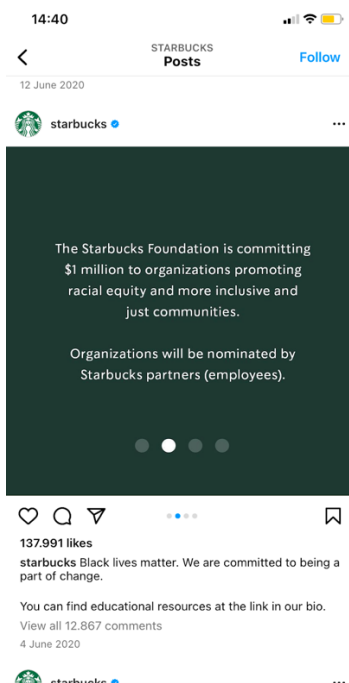 14:40
STARBUCKS
Posts
Follow
12 June 2020
starbucks
The Starbucks Foundation is committing
$1 million to organizations promoting
racial equity and more inclusive and
just communities.
Organizations will be nominated by
Starbucks partners (employees).
137.991 likes
starbucks Black lives matter. We are committed to being a
part of change.
You can find educational resources at the link in our bio.
View all 12.867 comments
4 June 2020
starbucks